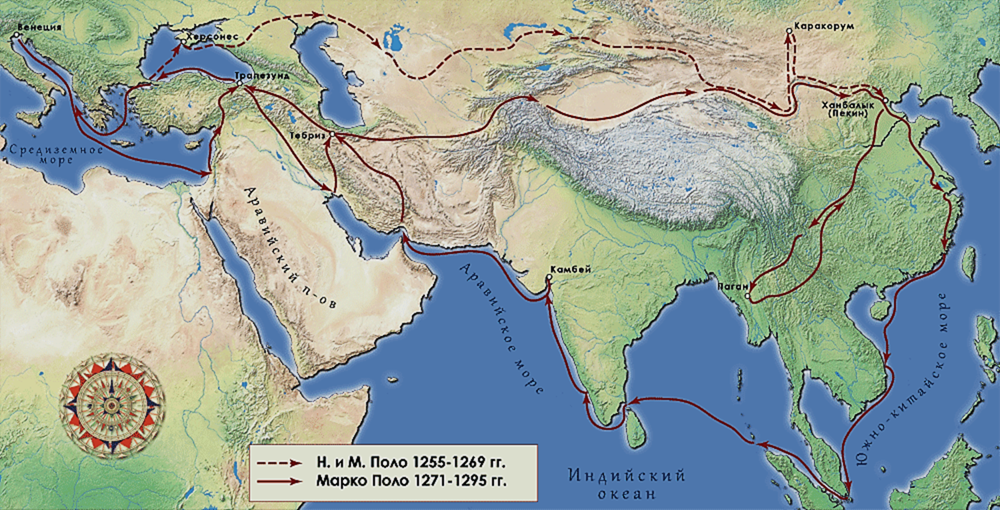 Венеция
Херсонес
Каракорум
Трапезунд
Ханбалык
(Пекин)
Тебриз
Средиземное
море
Аравийский п-ов
Камбей
Паган
Аравийское море
Южно-китайское море
Н. и М. Поло 1255-1269 гг.
Марко Поло 1271-1295 гг.
Индийский
океан